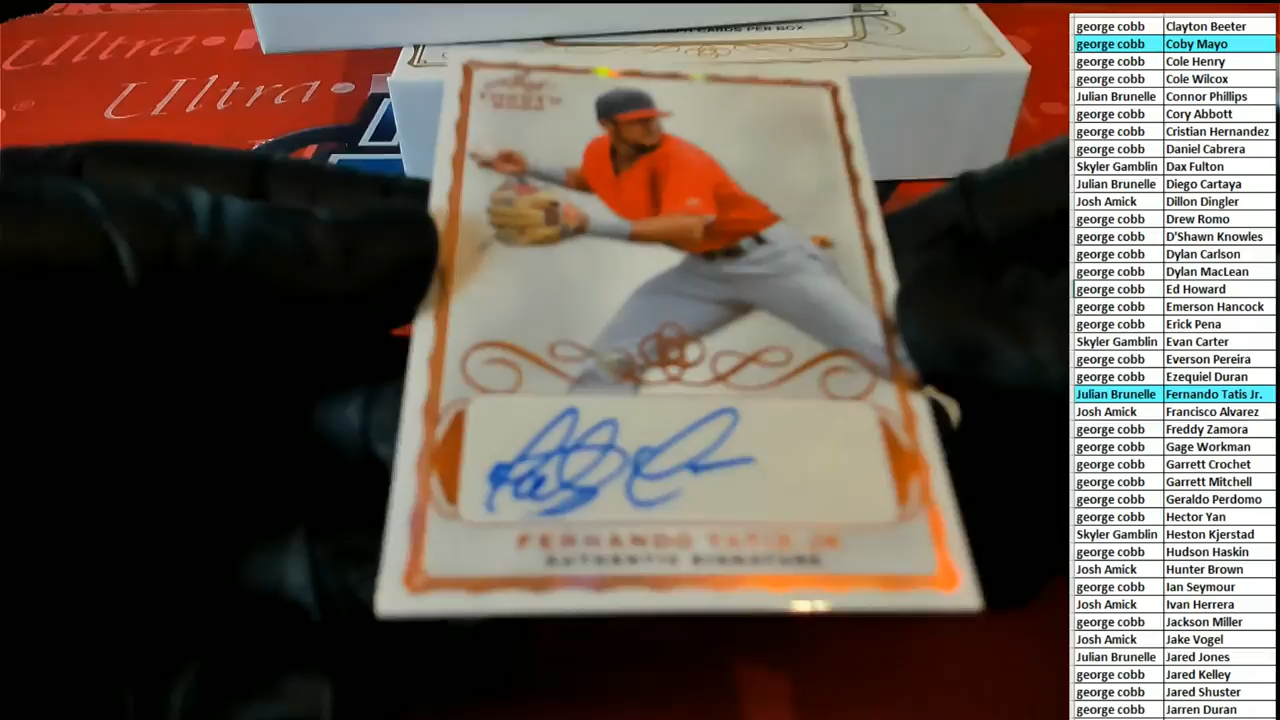 Ultra
Ultra
CARDS PER BOX
FERNANDO TATIS JR
AUTHENTIC SIGNATURE
george cobb Clayton Beeter
george cobb Coby Mayo
george cobb Cole Henry
george cobb Cole Wilcox
Julian Brunelle Connor Phillips
george cobb Cory Abbott
george cobb Cristian Hernandez
george cobb Daniel Cabrera
Skyler Gamblin Dax Fulton
Julian Brunelle Diego Cartaya
Josh Amick Dillon Dingler
george cobb Drew Romo
george cobb D'Shawn Knowles
george cobb Dylan Carlson
george cobb Dylan MacLean
george cobb Ed Howard
george cobb Emerson Hancock
george cobb Erick Pena
Skyler Gamblin Evan Carter
george cobb Everson Pereira
george cobb Ezequiel Duran
Julian Brunelle Fernando Tatis Jr.
Josh Amick Francisco Alvarez
george cobb Freddy Zamora
george cobb Gage Workman
george cobb Garrett Crochet
george cobb Garrett Mitchell
george cobb Geraldo Perdomo
george cobb Hector Yan
Skyler Gamblin Heston Kjerstad
george cobb Hudson Haskin
Josh Amick Hunter Brown
george cobb Ian Seymour
Josh Amick Ivan Herrera
george cobb Jackson Miller
Josh Amick Jake Vogel
Julian Brunelle Jared Jones
george cobb Jared Kelley
george cobb Jared Shuster
george cobb Jarren Duran